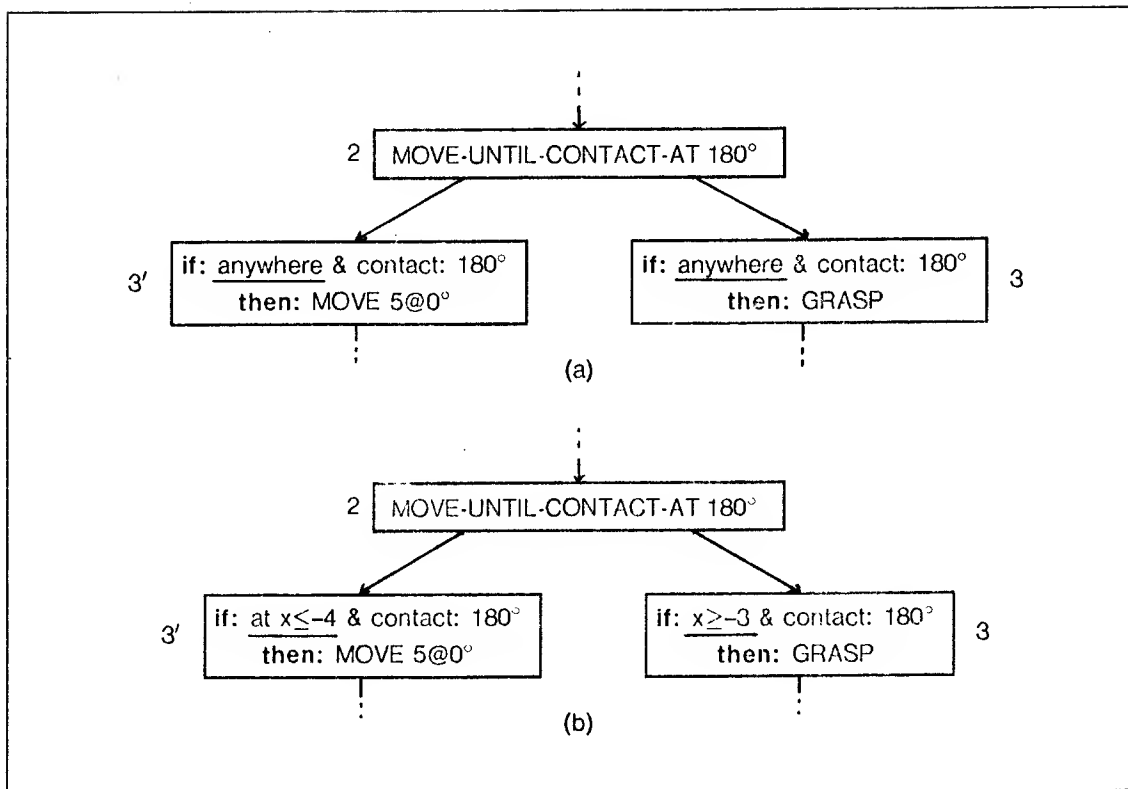 2 MOVE-UNTIL-CONTACT-AT 180°
if: anywhere & contact: 180°
3′ then: MOVE 5@0°
if: anywhere & contact: 180°
then: GRASP 3
(a)
2 MOVE-UNTIL-CONTACT-AT 180°
if: at x≤-4 & contact: 180°
3′ then: MOVE 5@0°
if: x≥-3 & contact: 180°
then: GRASP 3
(b)